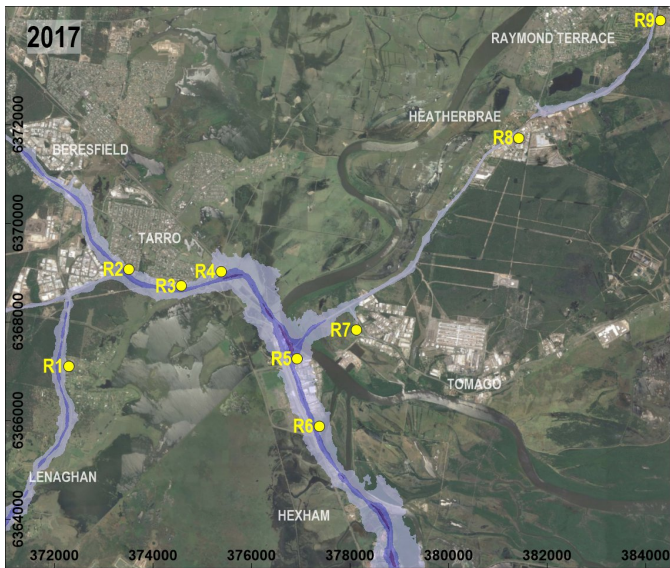 2017
R9
RAYMOND TERRACE
HEATHERBRAE
R8
BERESFIELD
TARRO
R2
R4
R3
R7
R1
R5
TOMAGO
R6
LENAGHAN
HEXHAM
6372000
6370000
6368000
6366000
6364000
372000 374000 376000 378000 380000 382000 384000